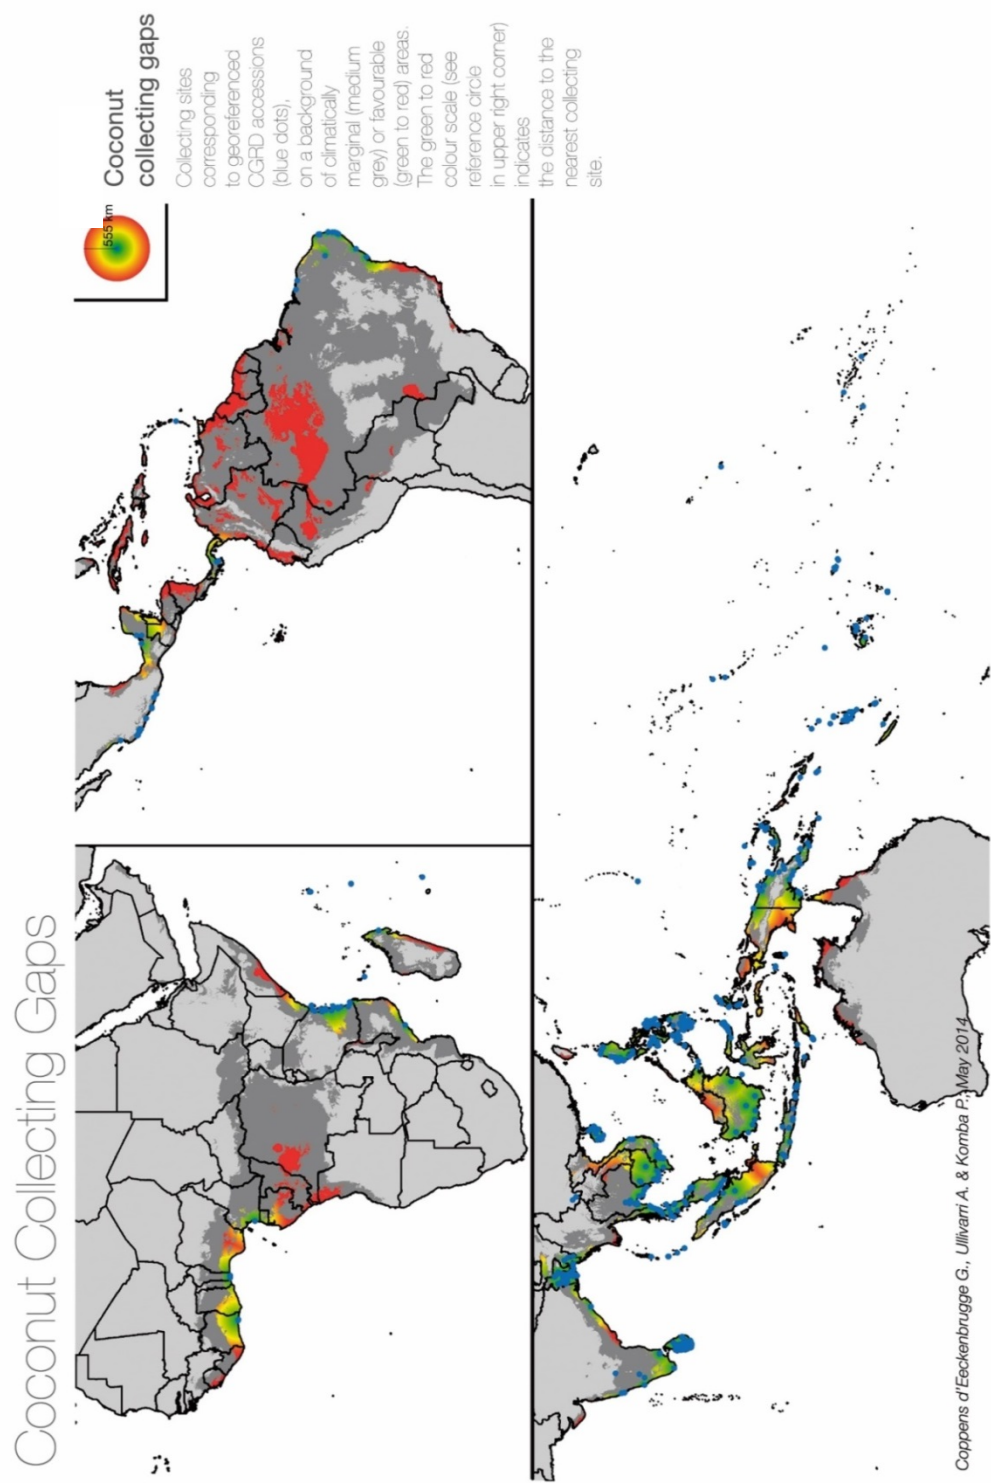 Coconut Collecting Gaps
555 km
Coconut
collecting gaps
Collecting sites
corresponding
to georeferenced
CGRD accessions
(blue dots),
on a background
of climatically
marginal (medium
grey) or favourable
(green to red) areas.
The green to red
colour scale (see
reference circle
in upper right corner)
indicates
the distance to the
nearest collecting
site.
Coppens d'Eeckenbrugge G., Ullivarri A. & Komba P., May 2014